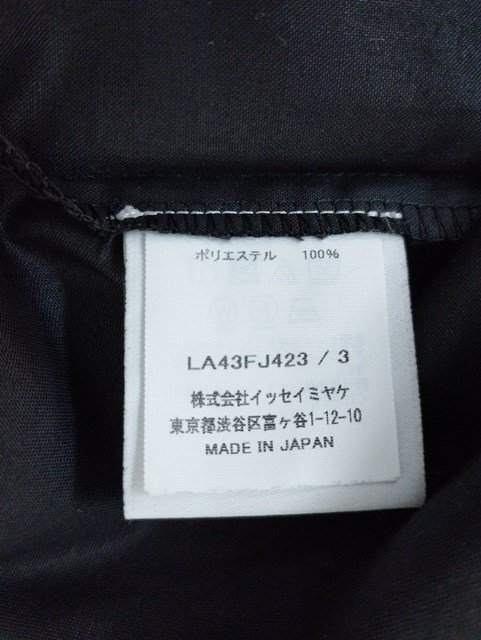 ポリエステル 100%
LA43FJ423 / 3
株式会社イッセイミヤケ
東京都渋谷区富ヶ谷1-12-10
MADE IN JAPAN